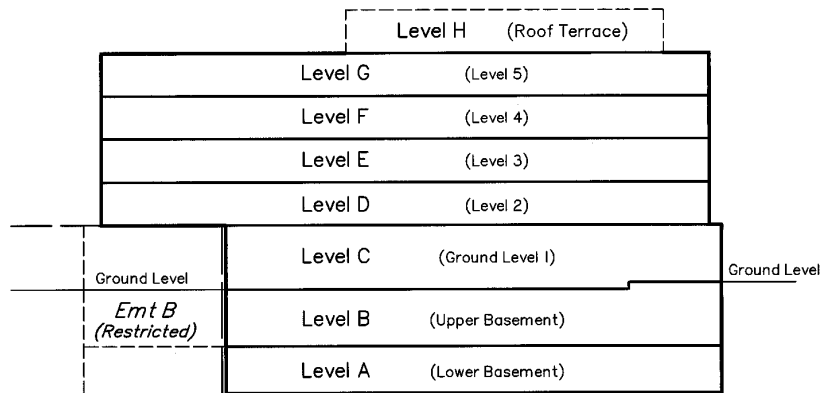 Level H (Roof Terrace)
Level G (Level 5)
Level F (Level 4)
Level E (Level 3)
Level D (Level 2)
Level C (Ground Level 1)
Ground Level
Ground Level
Emt B
(Restricted)
Level B (Upper Basement)
Level A (Lower Basement)